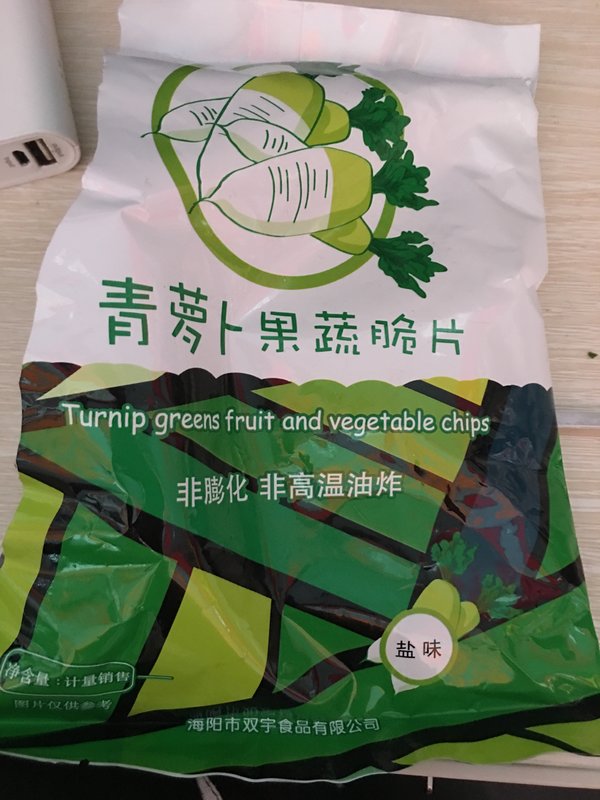 青萝卜果蔬脆片
Turnip greens fruit and vegetable chips
非膨化 非高温油炸
盐味
净含量：计量销售
图片仅供参考
海阳市双宇食品有限公司